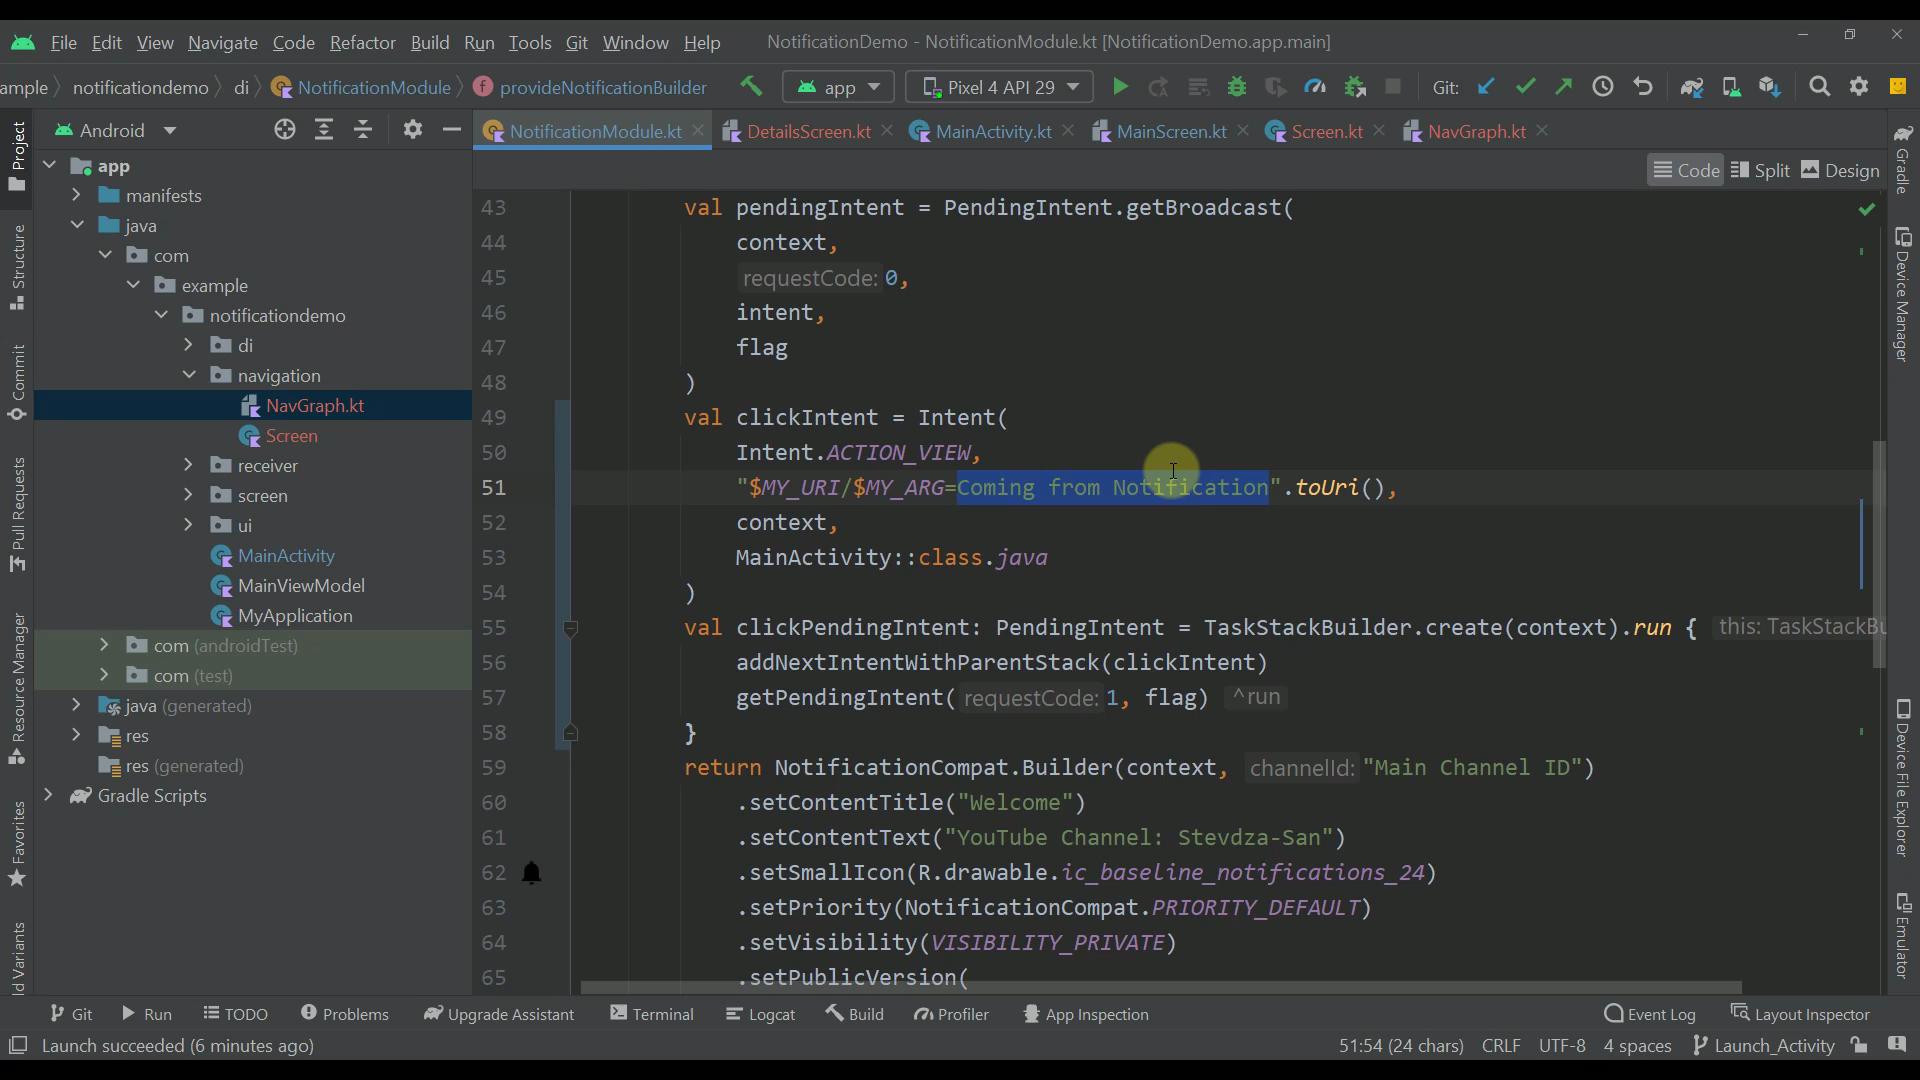 File Edit View Navigate Code Refactor Build Run Tools Git Window Help NotificationDemo - NotificationModule.kt [NotificationDemo.app.main]
ample notificationdemo di NotificationModule provideNotificationBuilder app Pixel 4 API 29 Git:
Android
NotificationModule.kt DetailsScreen.kt MainActivity.kt MainScreen.kt Screen.kt NavGraph.kt
Code Split Design
app
manifests
java
com
example
notificationdemo
di
navigation
NavGraph.kt
Screen
receiver
screen
ui
MainActivity
MainViewModel
MyApplication
com (androidTest)
com (test)
java (generated)
res
res (generated)
Gradle Scripts
Project
Structure
Commit
Pull Requests
Resource Manager
Favorites
ld Variants
43 val pendingIntent = PendingIntent.getBroadcast(
44 context,
45 requestCode: 0,
46 intent,
47 flag
48 )
49 val clickIntent = Intent(
50 Intent.ACTION_VIEW,
51 "$MY_URI/$MY_ARG=Coming from Notification".toUri(),
52 context,
53 MainActivity::class.java
54 )
55 val clickPendingIntent: PendingIntent = TaskStackBuilder.create(context).run { this: TaskStackBu
56 addNextIntentWithParentStack(clickIntent)
57 getPendingIntent( requestCode: 1, flag) ^run
58 }
59 return NotificationCompat.Builder(context, channelId: "Main Channel ID")
60 .setContentTitle("Welcome")
61 .setContentText("YouTube Channel: Stevdza-San")
62 .setSmallIcon(R.drawable.ic_baseline_notifications_24)
63 .setPriority(NotificationCompat.PRIORITY_DEFAULT)
64 .setVisibility(VISIBILITY_PRIVATE)
65 .setPublicVersion(
Gradle
Device Manager
Device File Explorer
Emulator
Git Run TODO Problems Upgrade Assistant Terminal Logcat Build Profiler App Inspection Event Log Layout Inspector
Launch succeeded (6 minutes ago) 51:54 (24 chars) CRLF UTF-8 4 spaces Launch_Activity